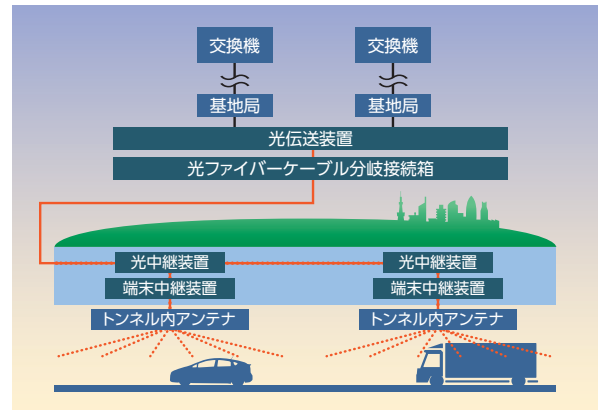 交換機
交換機
基地局
基地局
光伝送装置
光ファイバーケーブル分岐接続箱
光中継装置
光中継装置
端末中継装置
端末中継装置
トンネル内アンテナ
トンネル内アンテナ